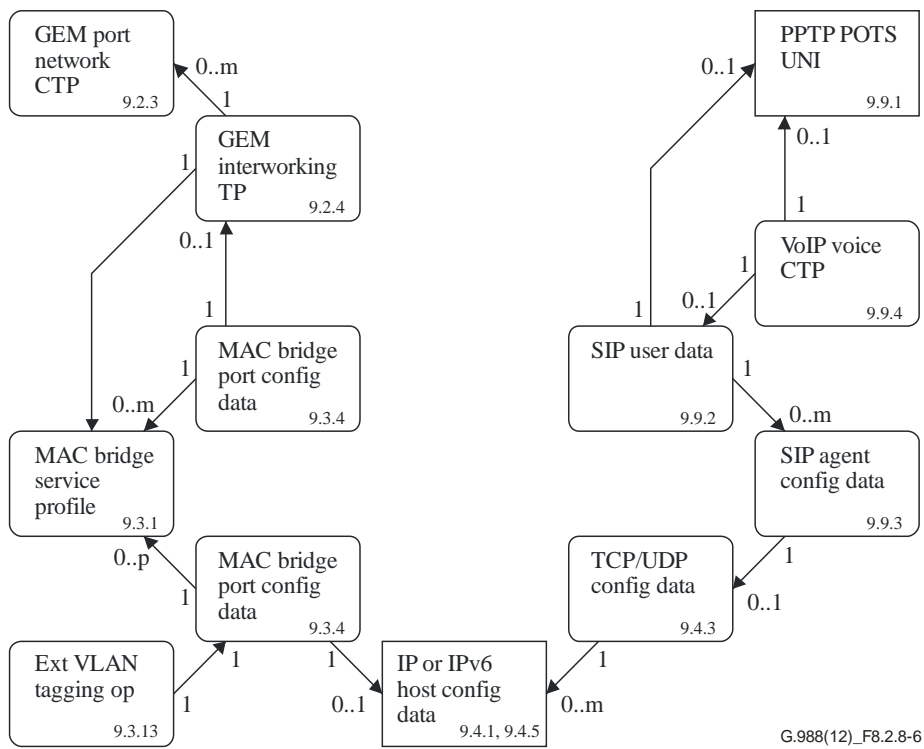 GEM port
network
CTP
9.2.3
0..m
1
GEM
interworking
TP
9.2.4
1
0..1
1
MAC bridge
port config
data
9.3.4
1
0..m
MAC bridge
service
profile
9.3.1
0..p
1
MAC bridge
port config
data
9.3.4
Ext VLAN
tagging op
9.3.13
1
1
1
0..1
IP or IPv6
host config
data
9.4.1, 9.4.5
PPTP POTS
UNI
9.9.1
0..1
0..1
1
VoIP voice
CTP
9.9.4
1
0..1
1
SIP user data
9.9.2
1
0..m
SIP agent
config data
9.9.3
1
0..1
TCP/UDP
config data
9.4.3
1
0..m
G.988(12)_F8.2.8-6